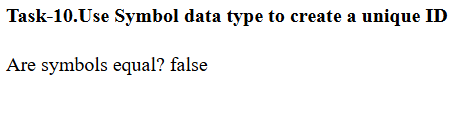 Task-10.Use Symbol data type to create a unique ID
Are symbols equal? false